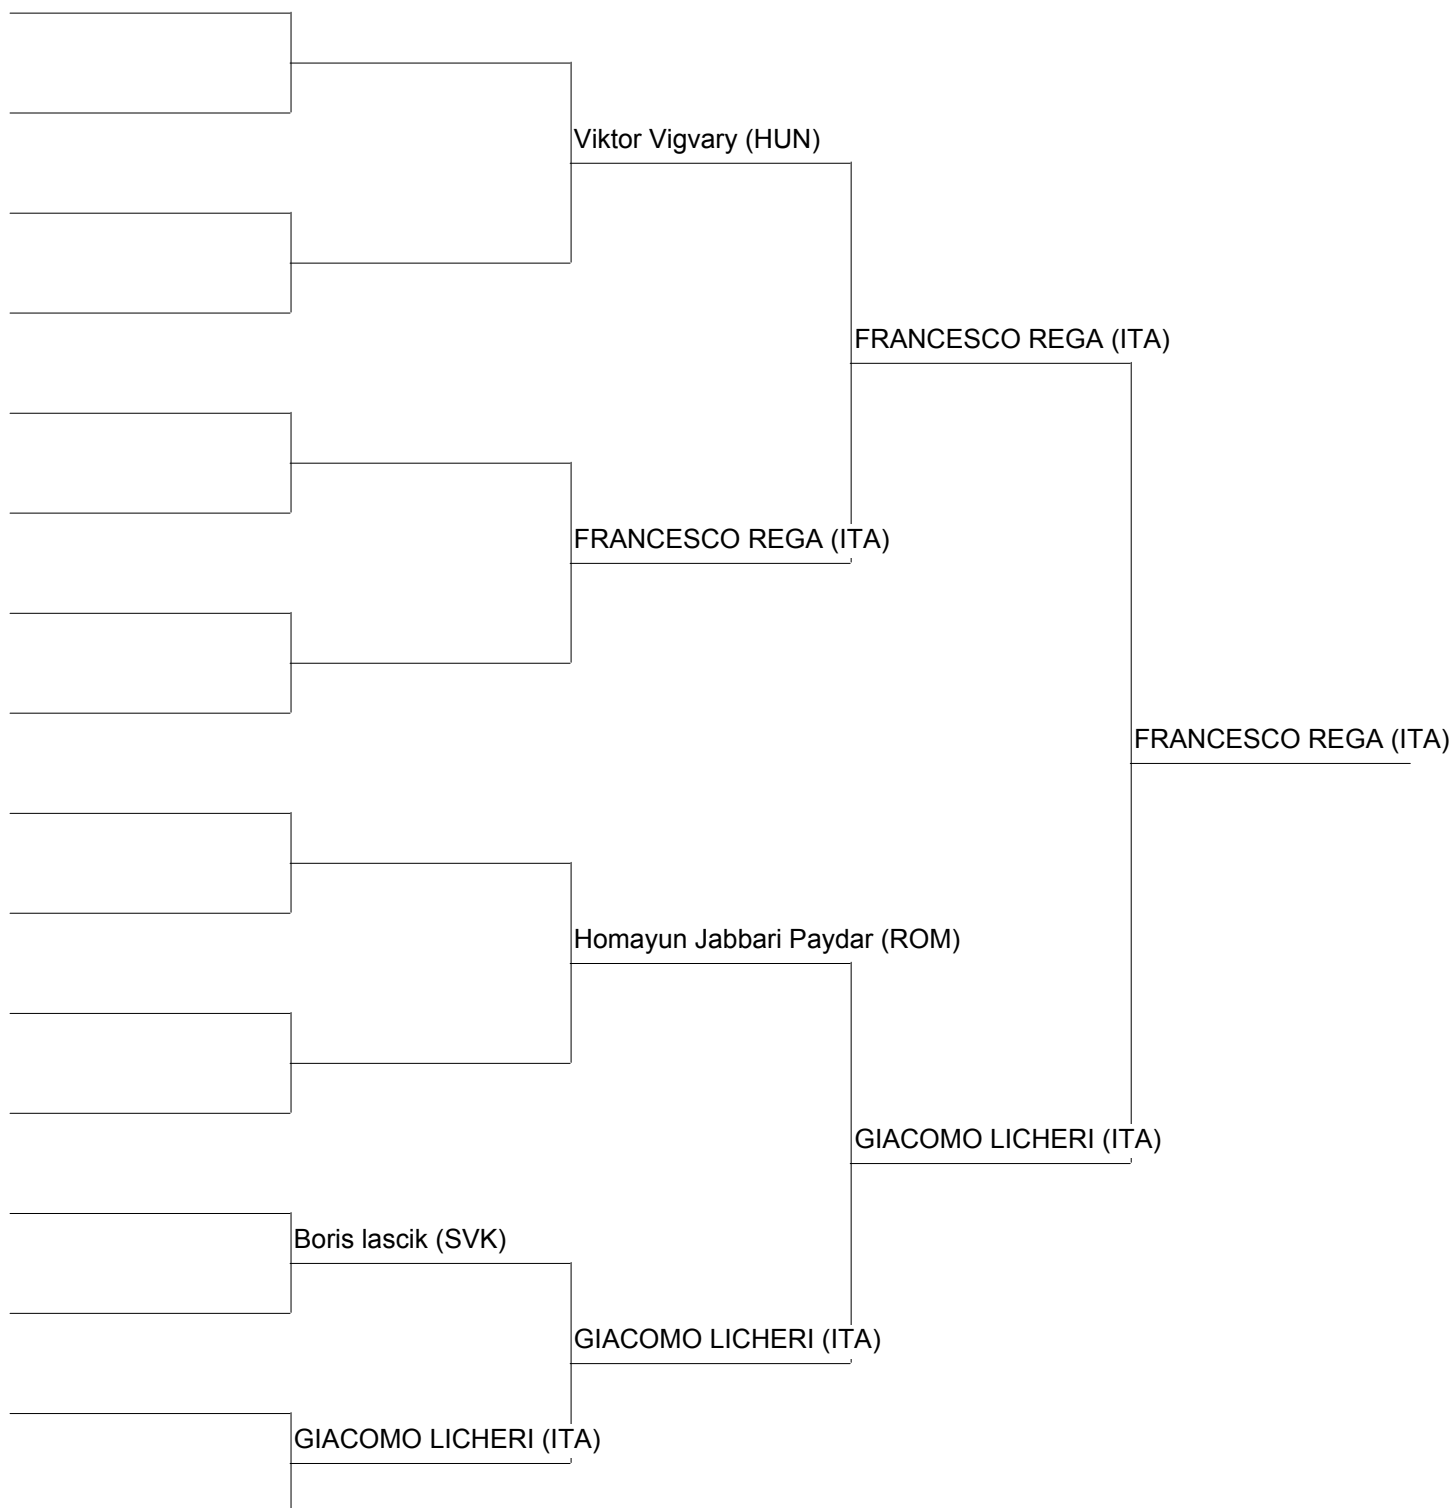 Viktor Vigvary (HUN)
FRANCESCO REGA (ITA)
FRANCESCO REGA (ITA)
FRANCESCO REGA (ITA)
Homayun Jabbari Paydar (ROM)
GIACOMO LICHERI (ITA)
Boris lascik (SVK)
GIACOMO LICHERI (ITA)
GIACOMO LICHERI (ITA)